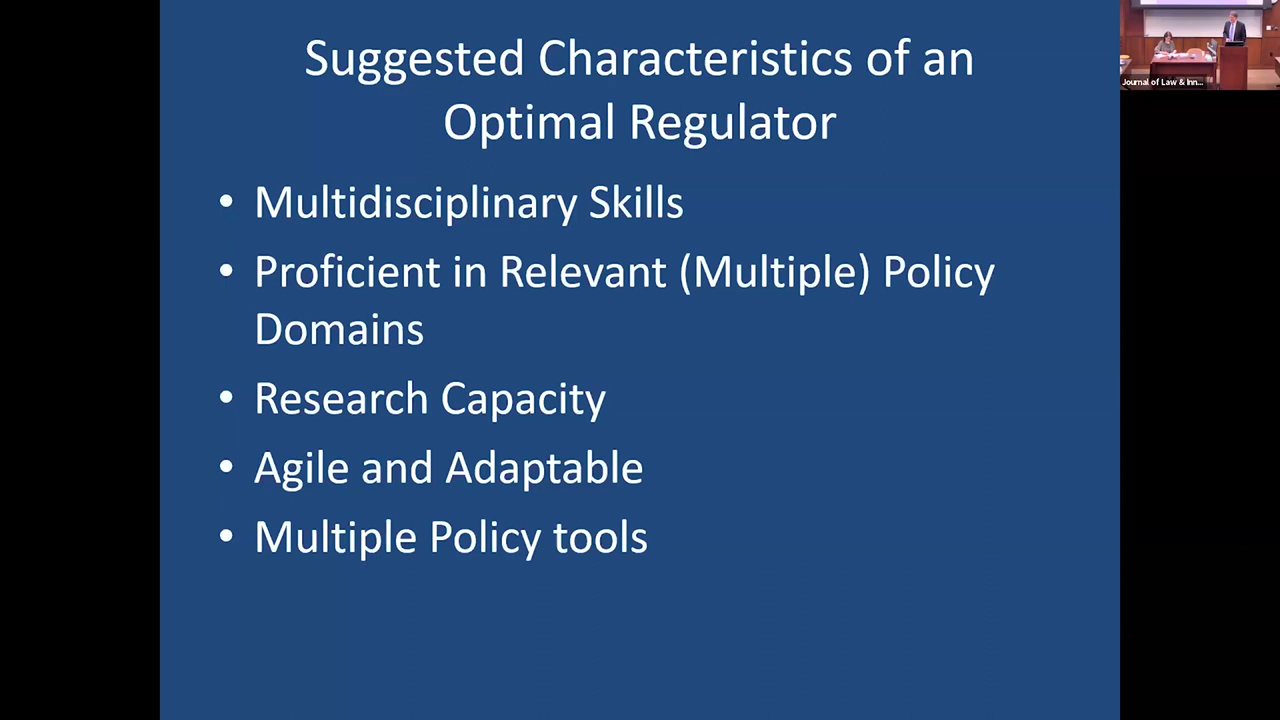 Suggested Characteristics of an
Optimal Regulator
• Multidisciplinary Skills
• Proficient in Relevant (Multiple) Policy
Domains
• Research Capacity
• Agile and Adaptable
• Multiple Policy tools
Journal of Law & Inn...